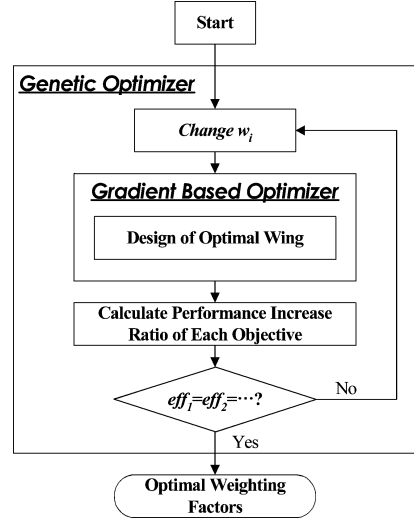 Start
Genetic Optimizer
Change wᵢ
Gradient Based Optimizer
Design of Optimal Wing
Calculate Performance Increase
Ratio of Each Objective
eff₁=eff₂=⋯?
No
Yes
Optimal Weighting
Factors